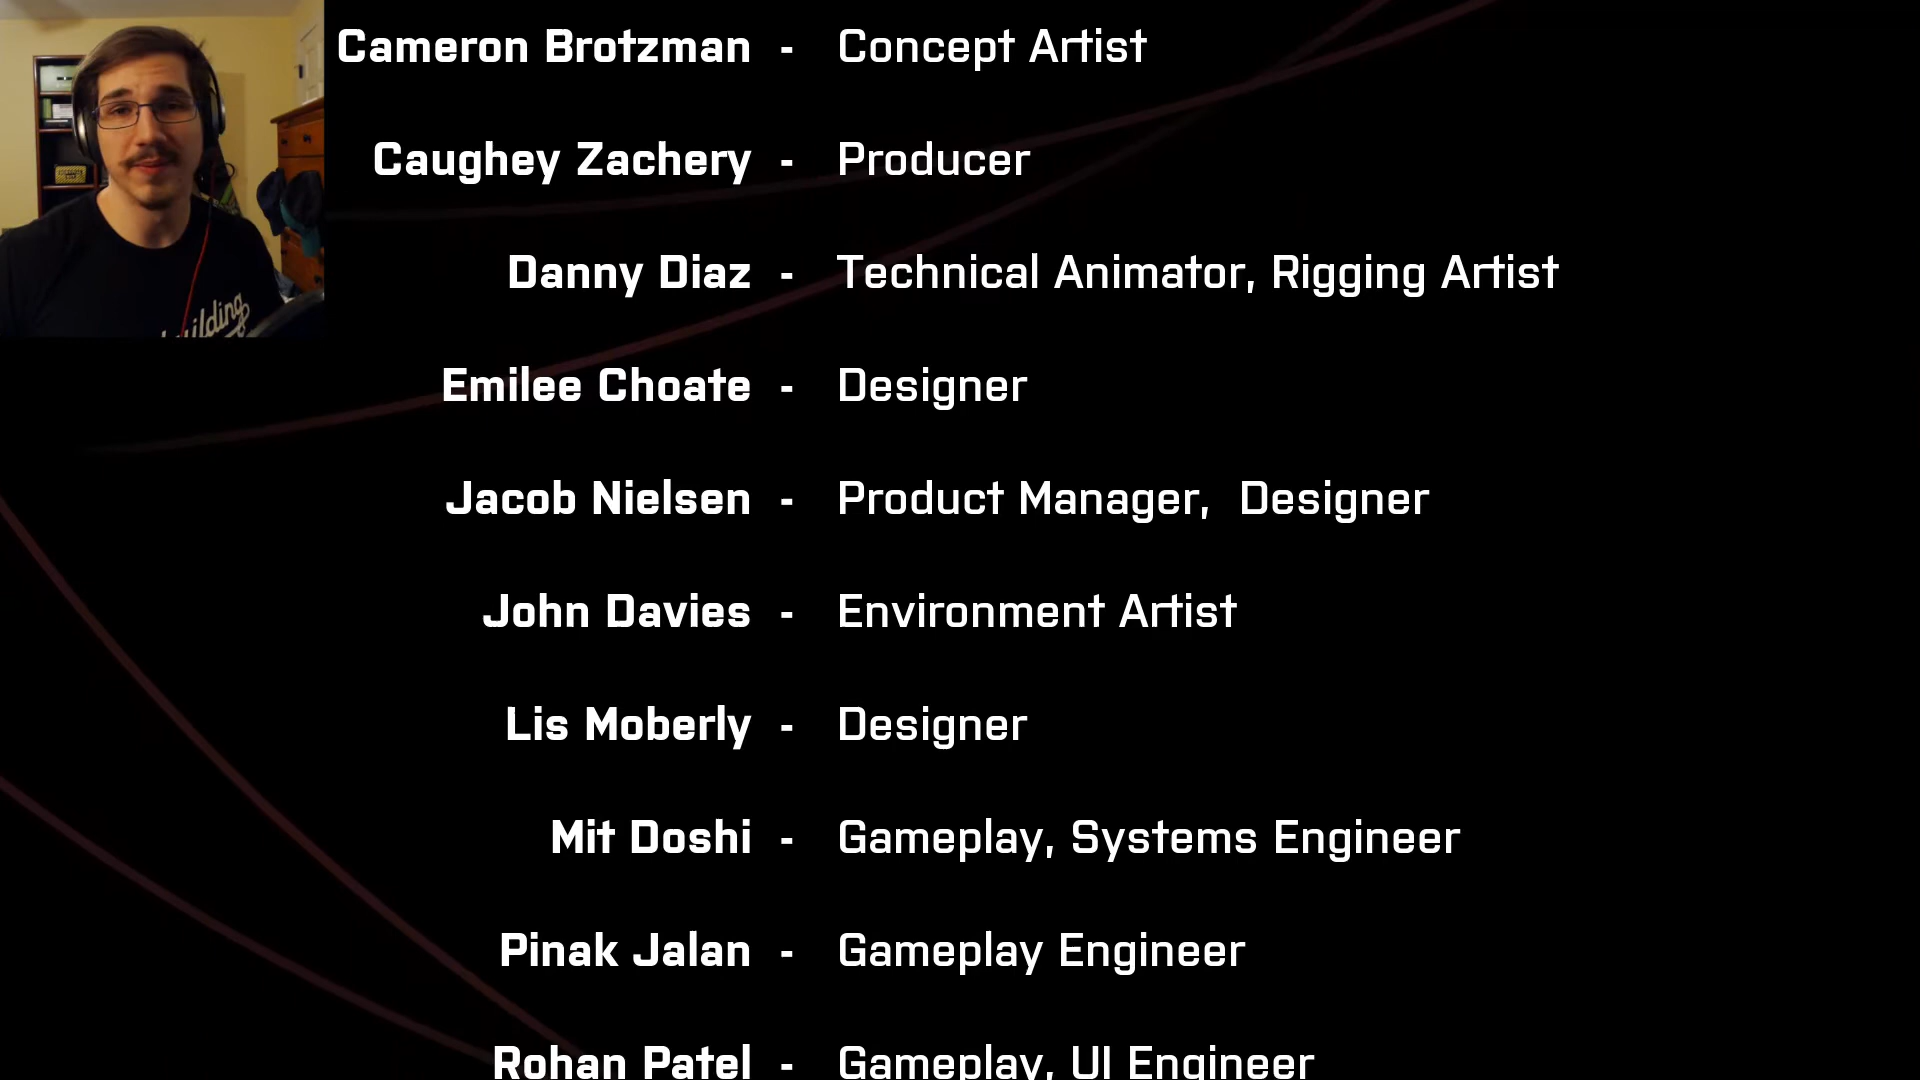 Cameron Brotzman - Concept Artist
Caughey Zachery - Producer
Danny Diaz - Technical Animator, Rigging Artist
Emilee Choate - Designer
Jacob Nielsen - Product Manager, Designer
John Davies - Environment Artist
Lis Moberly - Designer
Mit Doshi - Gameplay, Systems Engineer
Pinak Jalan - Gameplay Engineer
Rohan Patel - Gameplay, UI Engineer